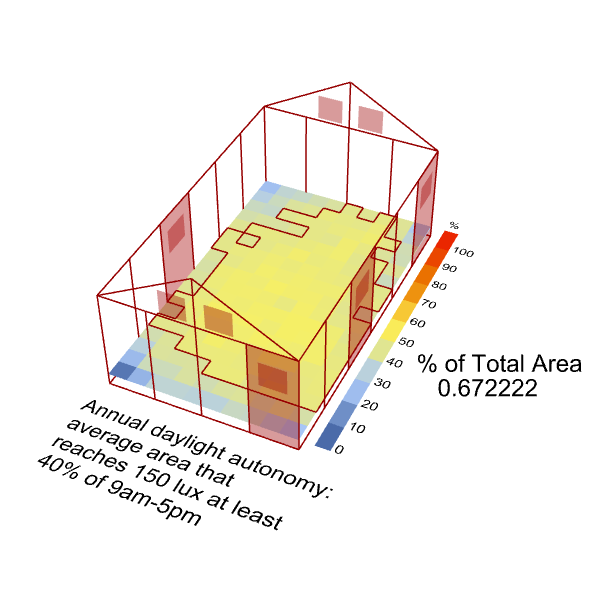 %
100
90
80
70
60
50
40
30
20
10
0
% of Total Area
0.672222
Annual daylight autonomy:
average area that
reaches 150 lux at least
40% of 9am-5pm